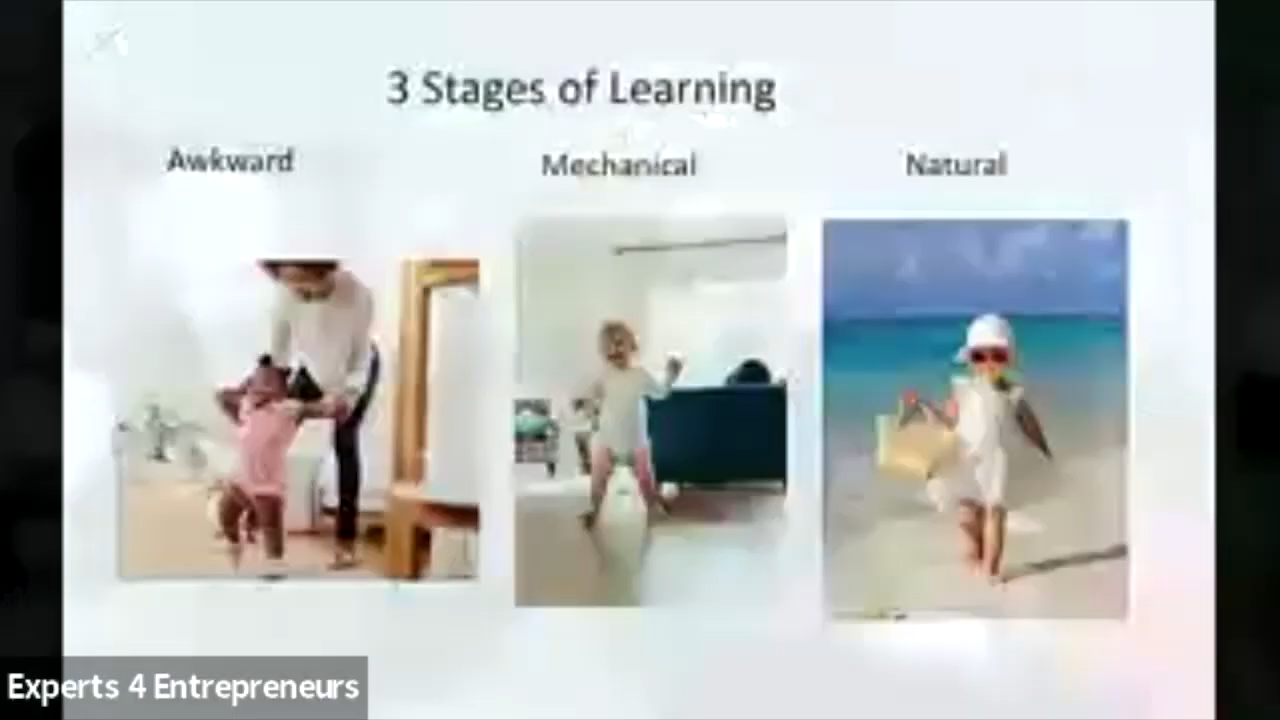 3 Stages of Learning
Awkward
Mechanical
Natural
Experts 4 Entrepreneurs